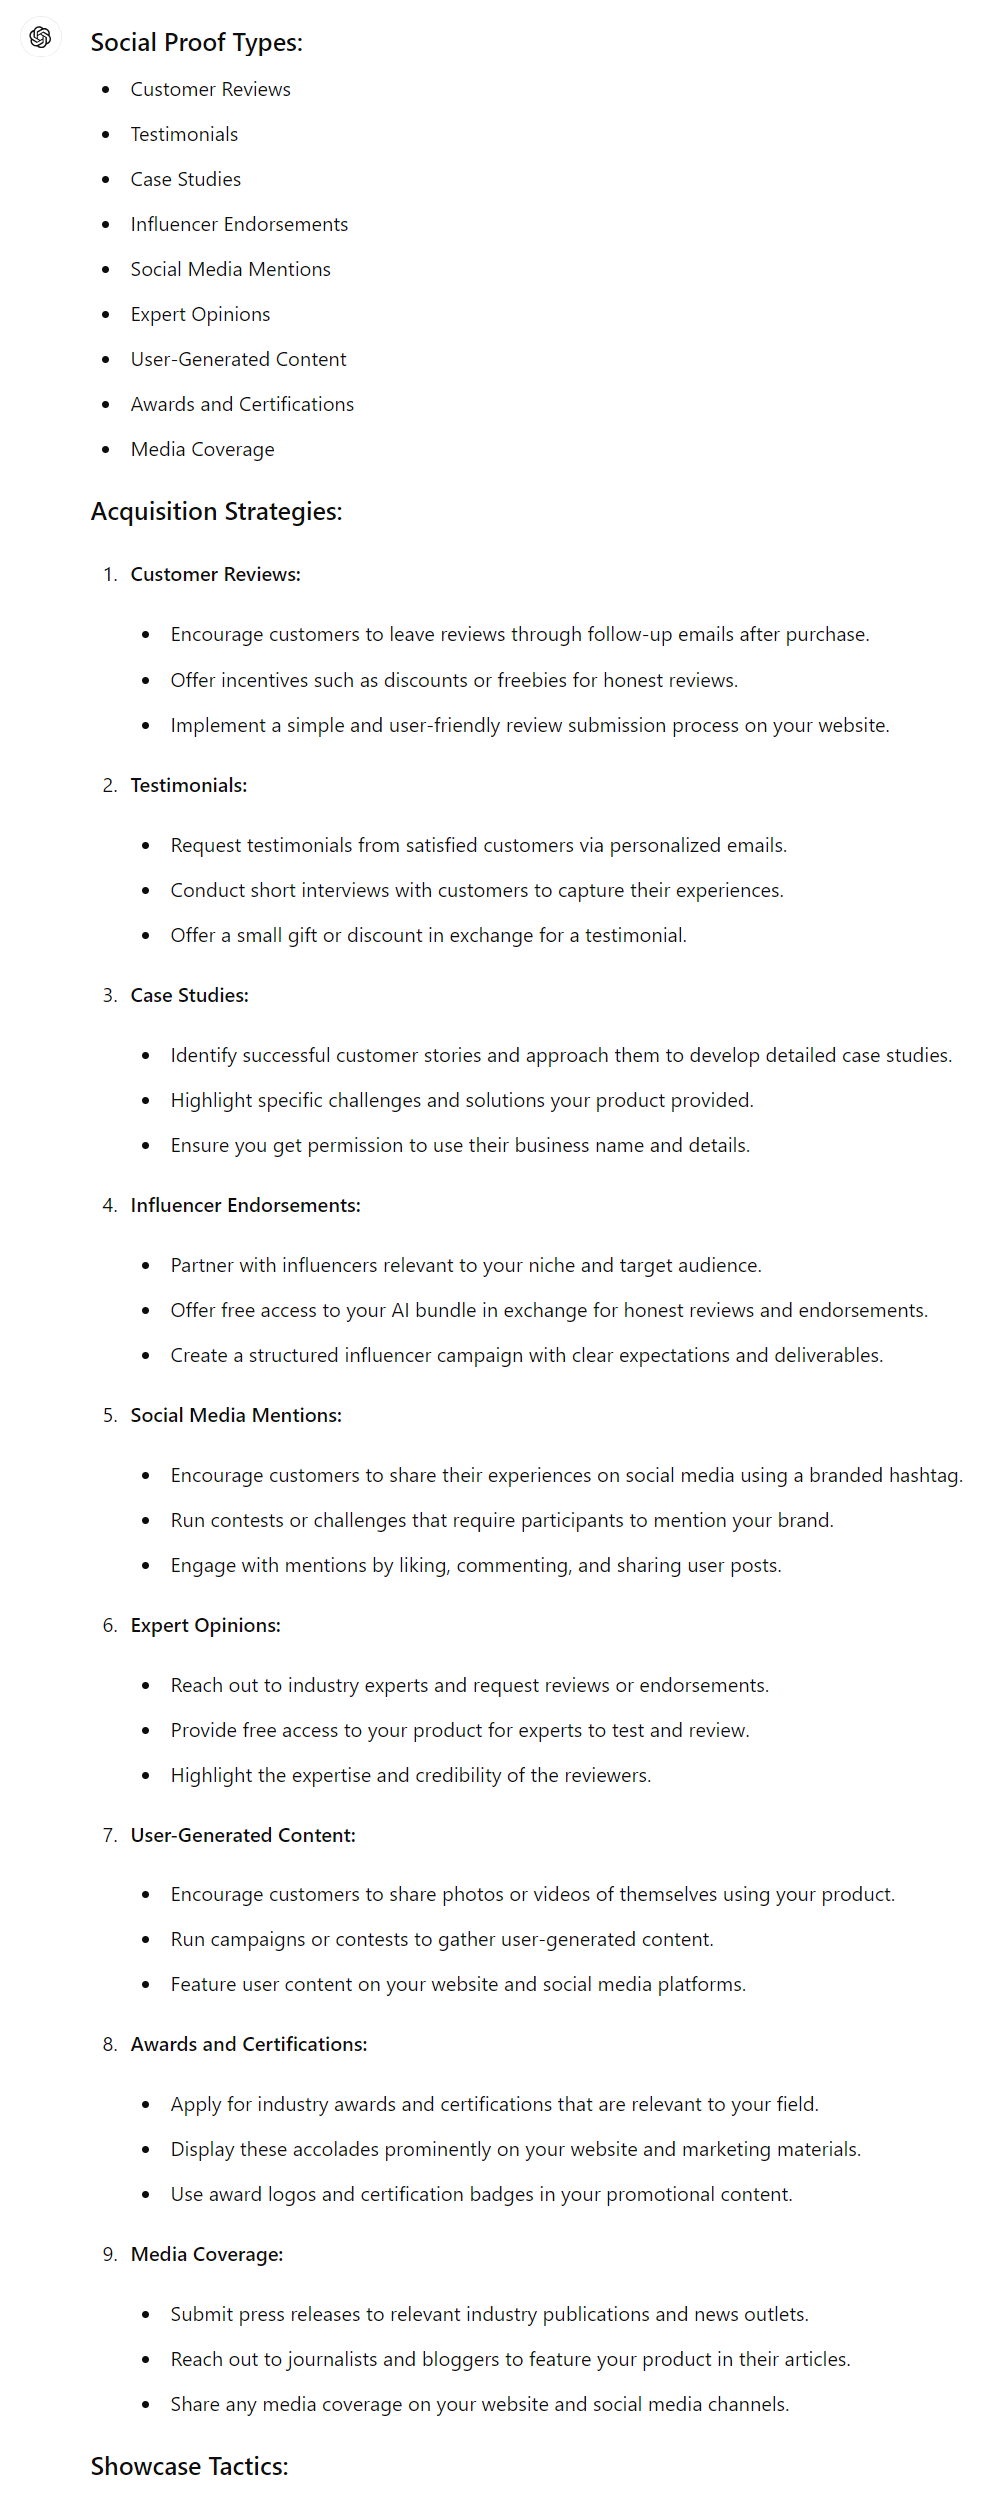 Social Proof Types:
• Customer Reviews
• Testimonials
• Case Studies
• Influencer Endorsements
• Social Media Mentions
• Expert Opinions
• User-Generated Content
• Awards and Certifications
• Media Coverage
Acquisition Strategies:
1. Customer Reviews:
• Encourage customers to leave reviews through follow-up emails after purchase.
• Offer incentives such as discounts or freebies for honest reviews.
• Implement a simple and user-friendly review submission process on your website.
2. Testimonials:
• Request testimonials from satisfied customers via personalized emails.
• Conduct short interviews with customers to capture their experiences.
• Offer a small gift or discount in exchange for a testimonial.
3. Case Studies:
• Identify successful customer stories and approach them to develop detailed case studies.
• Highlight specific challenges and solutions your product provided.
• Ensure you get permission to use their business name and details.
4. Influencer Endorsements:
• Partner with influencers relevant to your niche and target audience.
• Offer free access to your AI bundle in exchange for honest reviews and endorsements.
• Create a structured influencer campaign with clear expectations and deliverables.
5. Social Media Mentions:
• Encourage customers to share their experiences on social media using a branded hashtag.
• Run contests or challenges that require participants to mention your brand.
• Engage with mentions by liking, commenting, and sharing user posts.
6. Expert Opinions:
• Reach out to industry experts and request reviews or endorsements.
• Provide free access to your product for experts to test and review.
• Highlight the expertise and credibility of the reviewers.
7. User-Generated Content:
• Encourage customers to share photos or videos of themselves using your product.
• Run campaigns or contests to gather user-generated content.
• Feature user content on your website and social media platforms.
8. Awards and Certifications:
• Apply for industry awards and certifications that are relevant to your field.
• Display these accolades prominently on your website and marketing materials.
• Use award logos and certification badges in your promotional content.
9. Media Coverage:
• Submit press releases to relevant industry publications and news outlets.
• Reach out to journalists and bloggers to feature your product in their articles.
• Share any media coverage on your website and social media channels.
Showcase Tactics: